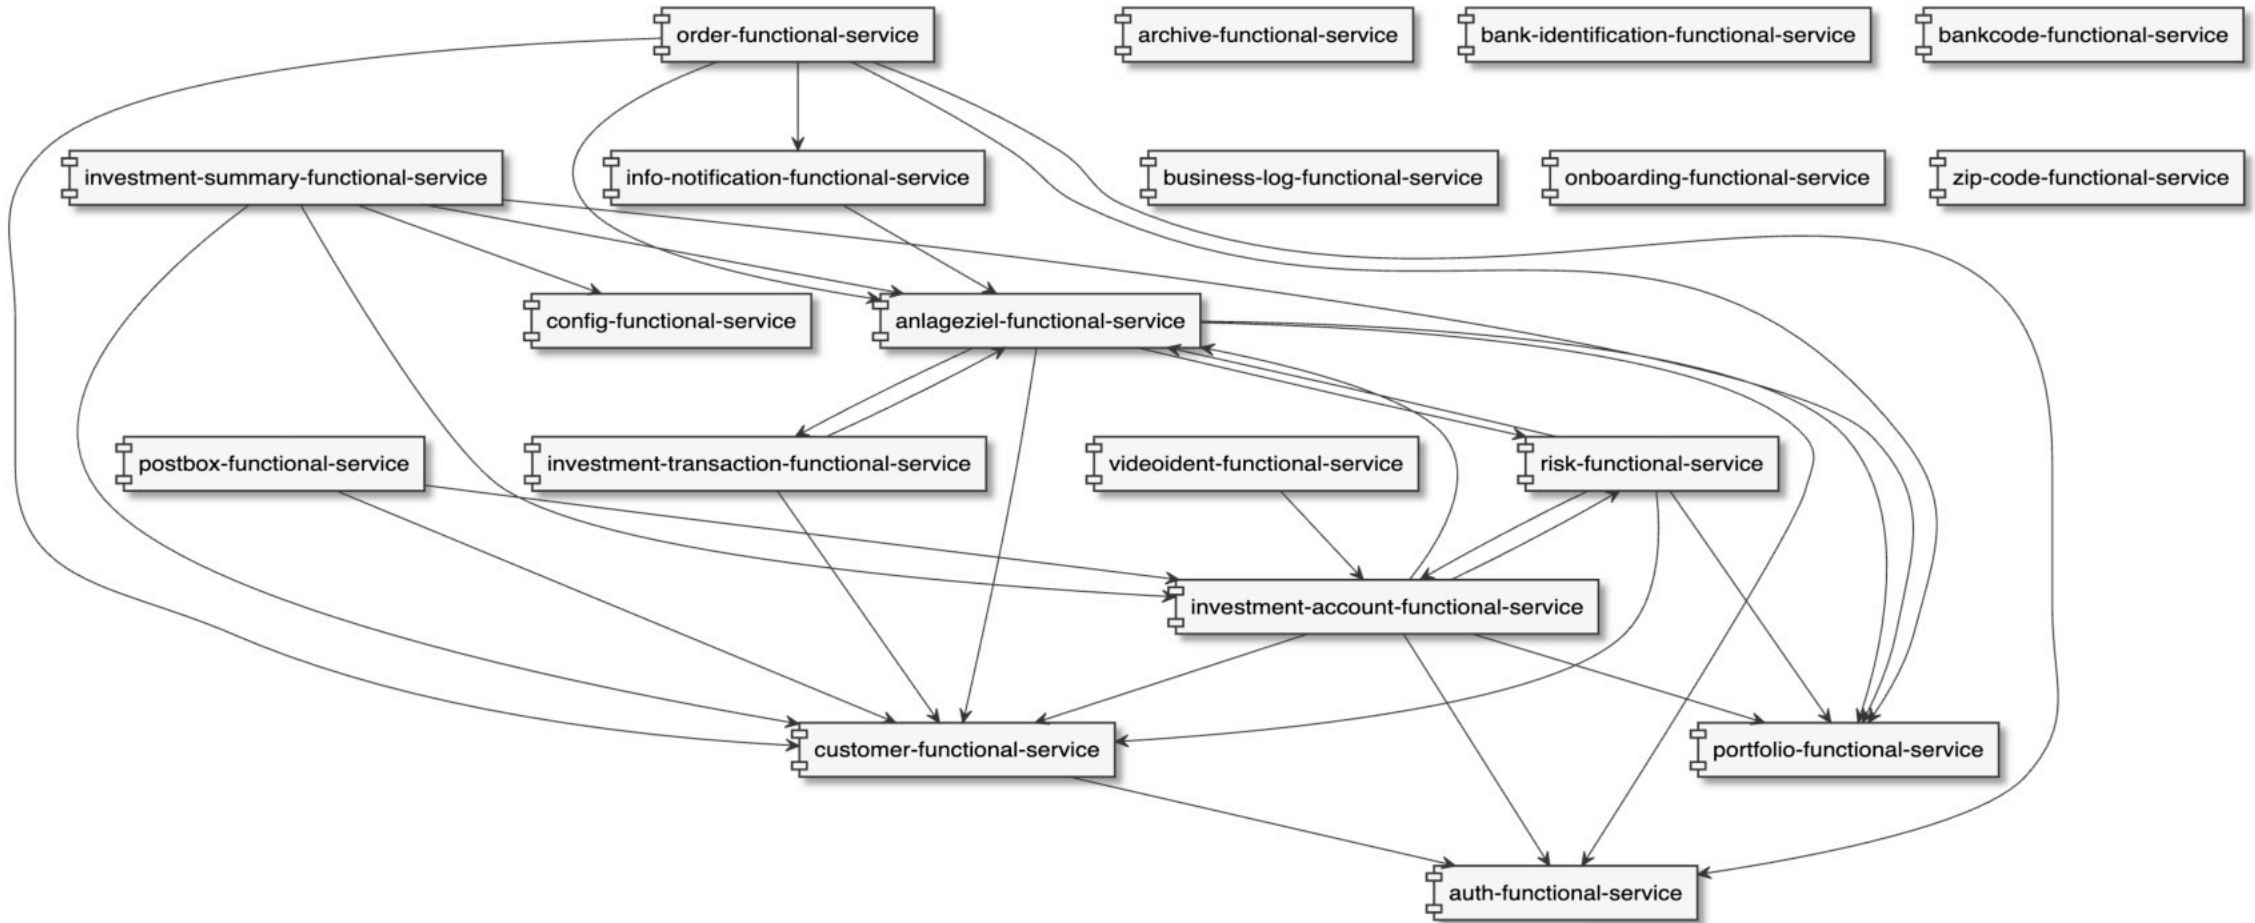 order-functional-service
archive-functional-service
bank-identification-functional-service
bankcode-functional-service
investment-summary-functional-service
info-notification-functional-service
business-log-functional-service
onboarding-functional-service
zip-code-functional-service
config-functional-service
anlageziel-functional-service
postbox-functional-service
investment-transaction-functional-service
videoident-functional-service
risk-functional-service
investment-account-functional-service
customer-functional-service
portfolio-functional-service
auth-functional-service